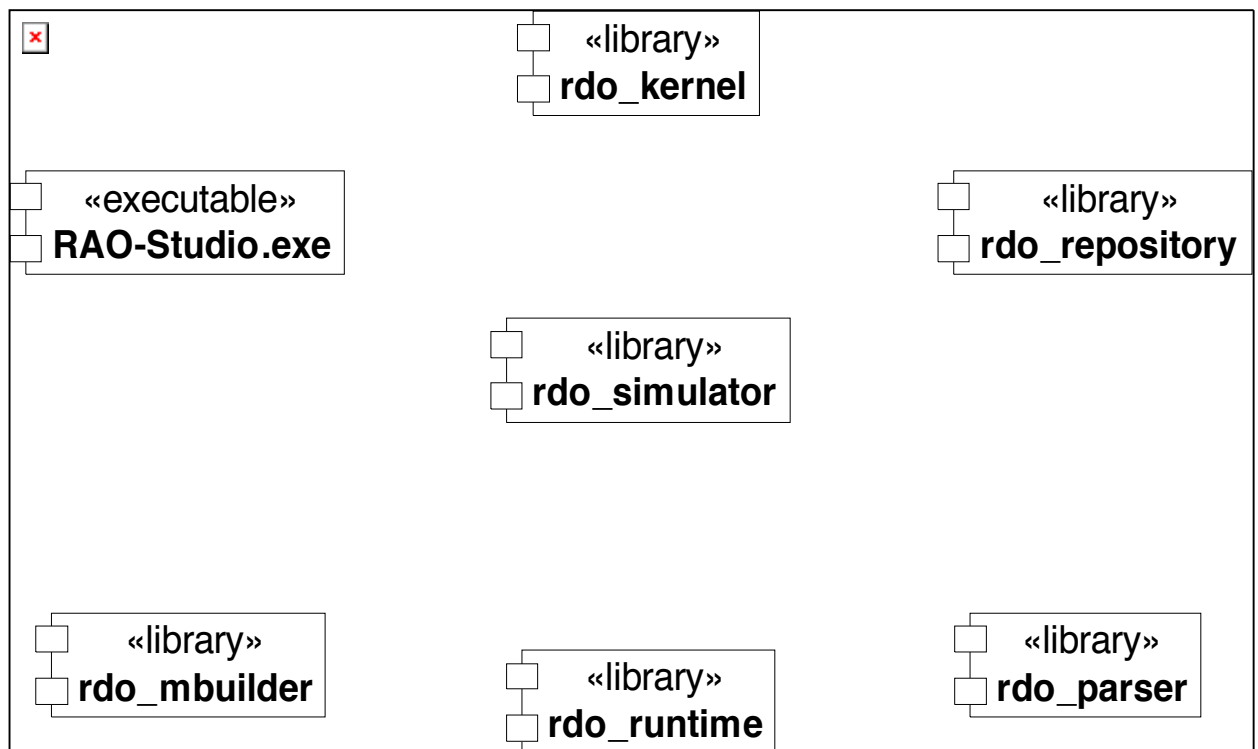 «library»
rdo_kernel
«executable»
RAO-Studio.exe
«library»
rdo_repository
«library»
rdo_simulator
«library»
rdo_mbuilder
«library»
rdo_runtime
«library»
rdo_parser